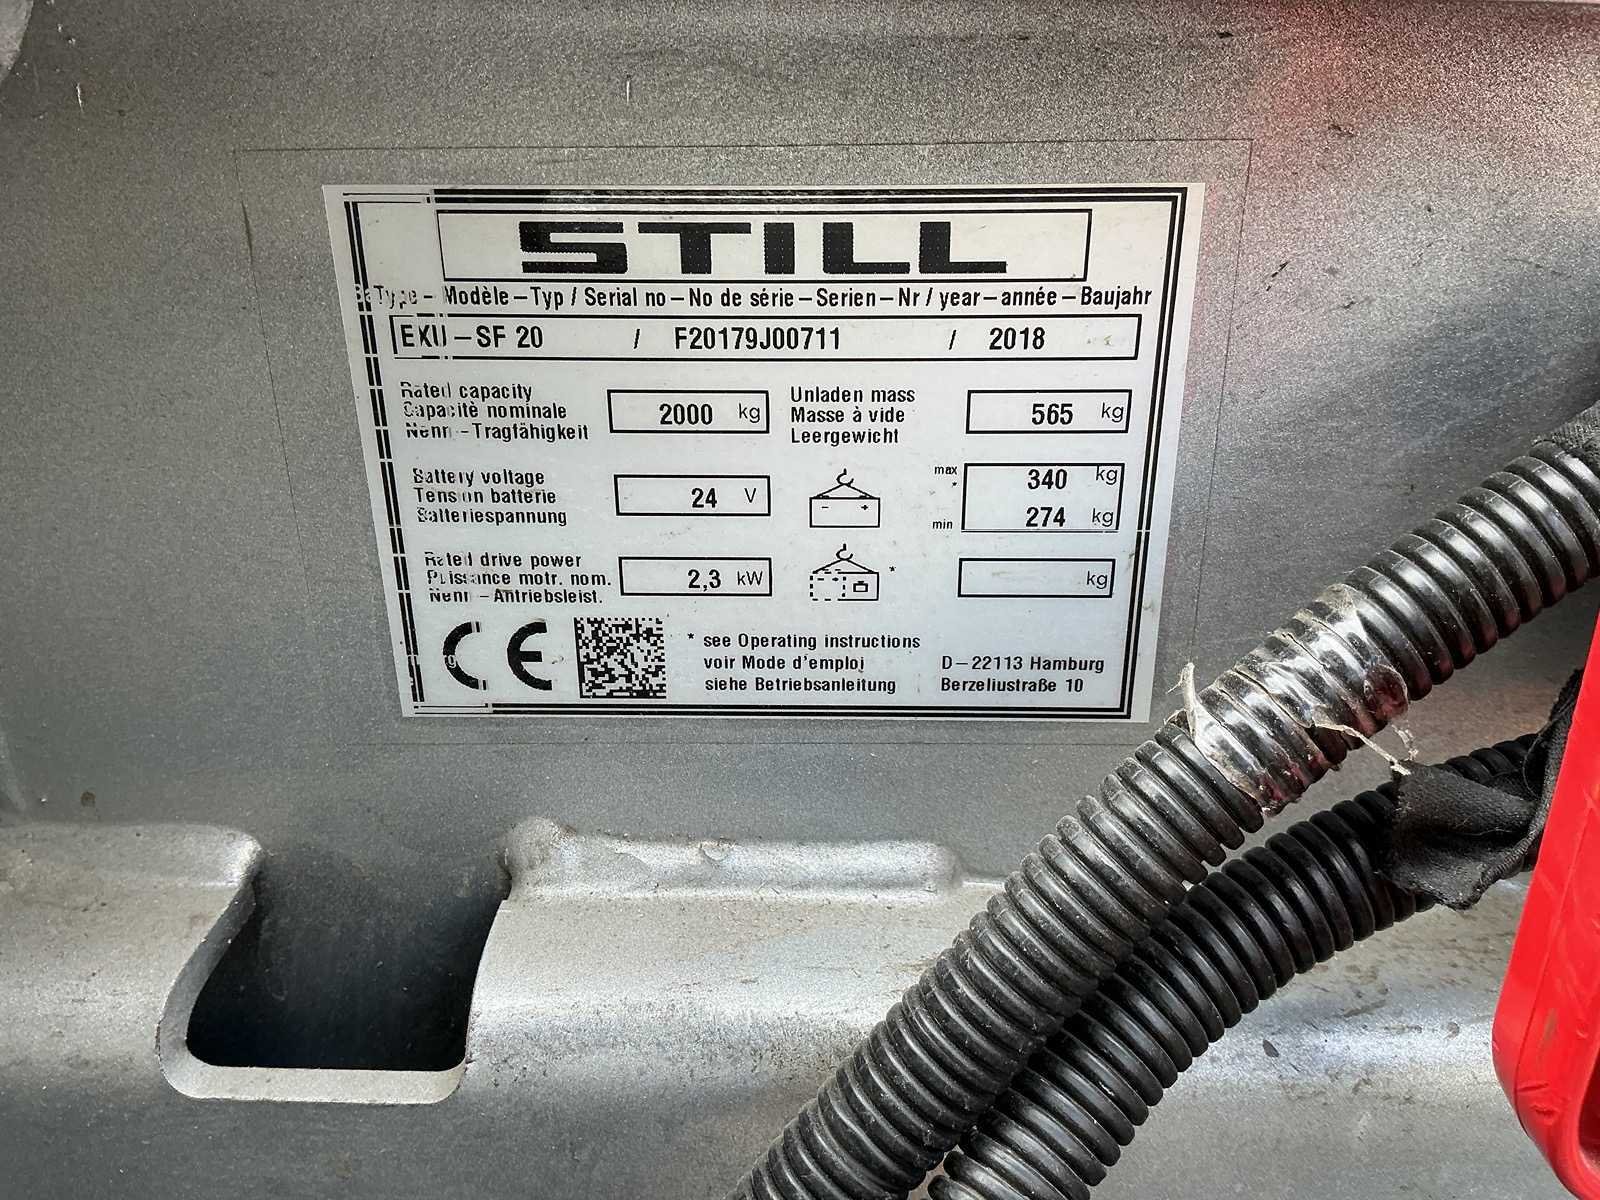 STILL
Type – Modèle – Typ / Serial no – No de série – Serien – Nr / year – année – Baujahr
EXU – SF 20 / F20179J00711 / 2018
Rated capacity
Capacitè nominale
Nenn – Tragfähigkeit
2000 kg
Unladen mass
Masse à vide
Leergewicht
565 kg
Battery voltage
Tension batterie
Batteriespannung
24 V
- +
max 340 kg
*
min 274 kg
Rated drive power
Puissance motr. nom.
Nenn – Antriebsleist.
2,3 kW
- + *
kg
CE
* see Operating instructions
voir Mode d'emploi
siehe Betriebsanleitung
D – 22113 Hamburg
Berzeliustraße 10